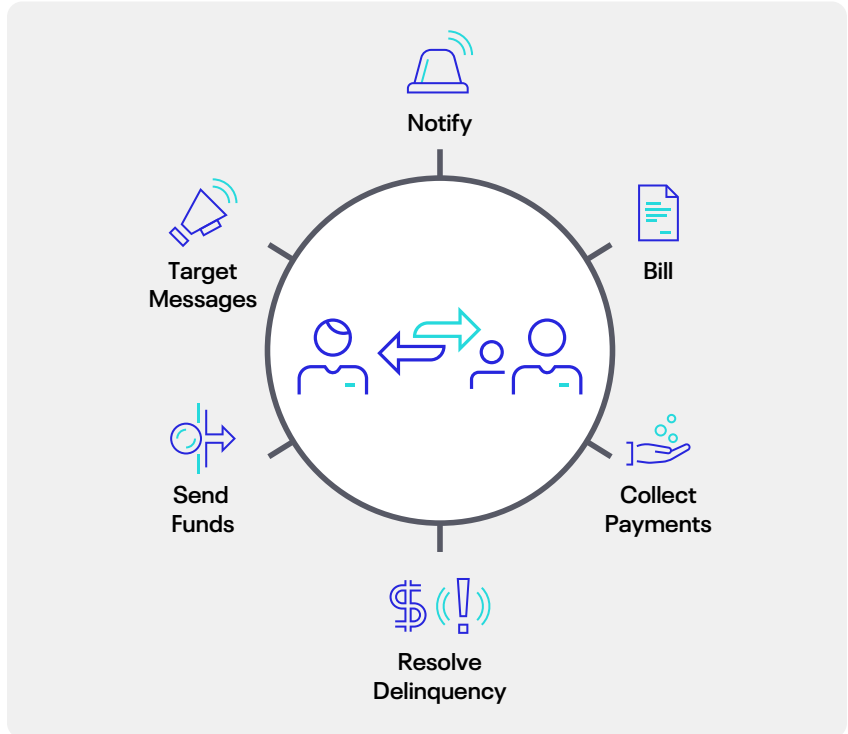 Notify
Bill
Collect
Payments
Resolve
Delinquency
Send
Funds
Target
Messages